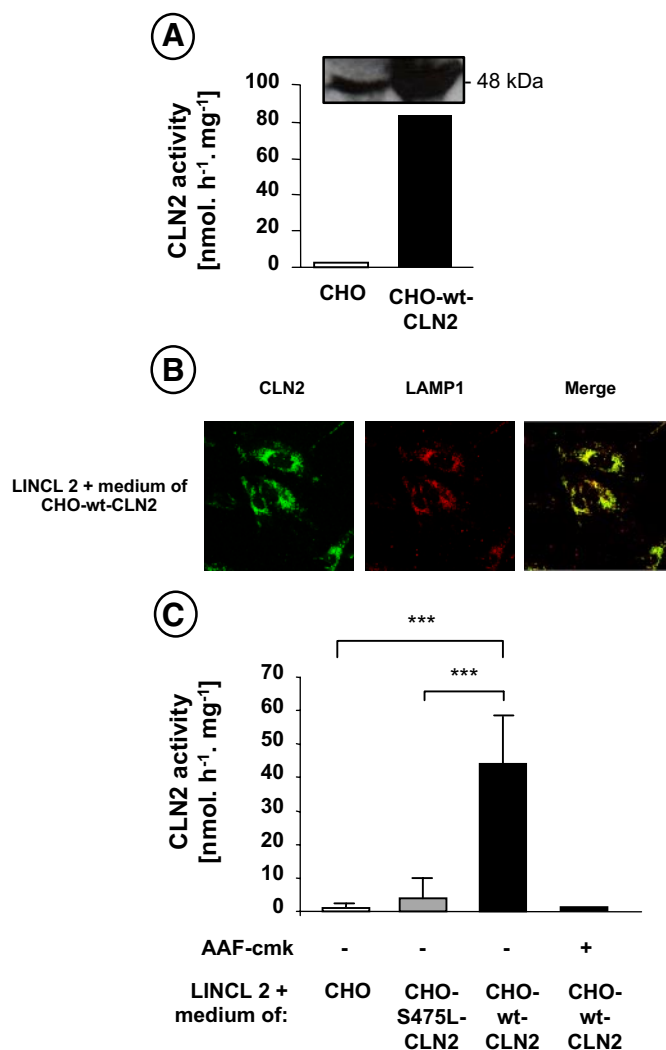 A
CLN2 activity
[nmol. h-1. mg-1]
100
80
60
40
20
0
- 48 kDa
CHO
CHO-wt-
CLN2
B
CLN2
LAMP1
Merge
LINCL 2 + medium of
CHO-wt-CLN2
C
***
***
CLN2 activity
[nmol. h-1. mg-1]
70
60
50
40
30
20
10
0
AAF-cmk - - - +
LINCL 2 +
medium of:
CHO
CHO-
S475L-
CLN2
CHO-
wt-
CLN2
CHO-
wt-
CLN2